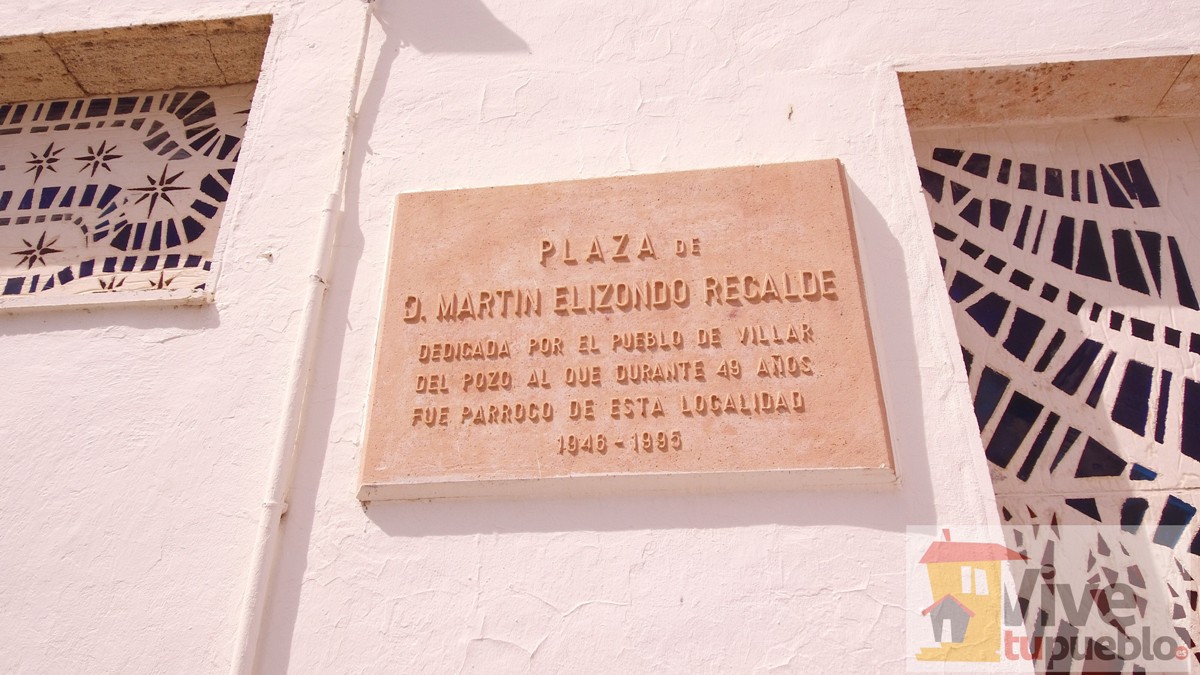 PLAZA DE
D. MARTIN ELIZONDO RECALDE
DEDICADA POR EL PUEBLO DE VILLAR
DEL POZO AL QUE DURANTE 49 AÑOS
FUE PARROCO DE ESTA LOCALIDAD
1946-1995
Vive
tupueblo.es